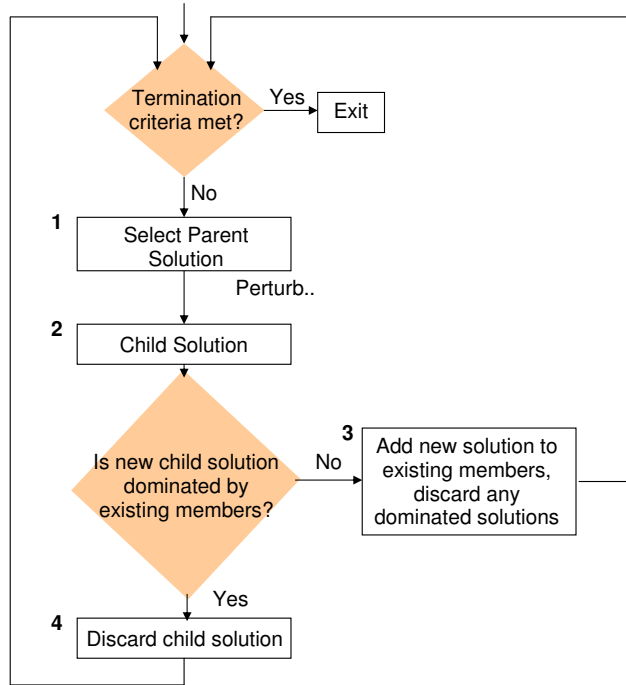 Termination
criteria met?
Yes
Exit
No
1
Select Parent
Solution
Perturb..
2
Child Solution
Is new child solution
dominated by
existing members?
No
3
Add new solution to
existing members,
discard any
dominated solutions
Yes
4
Discard child solution